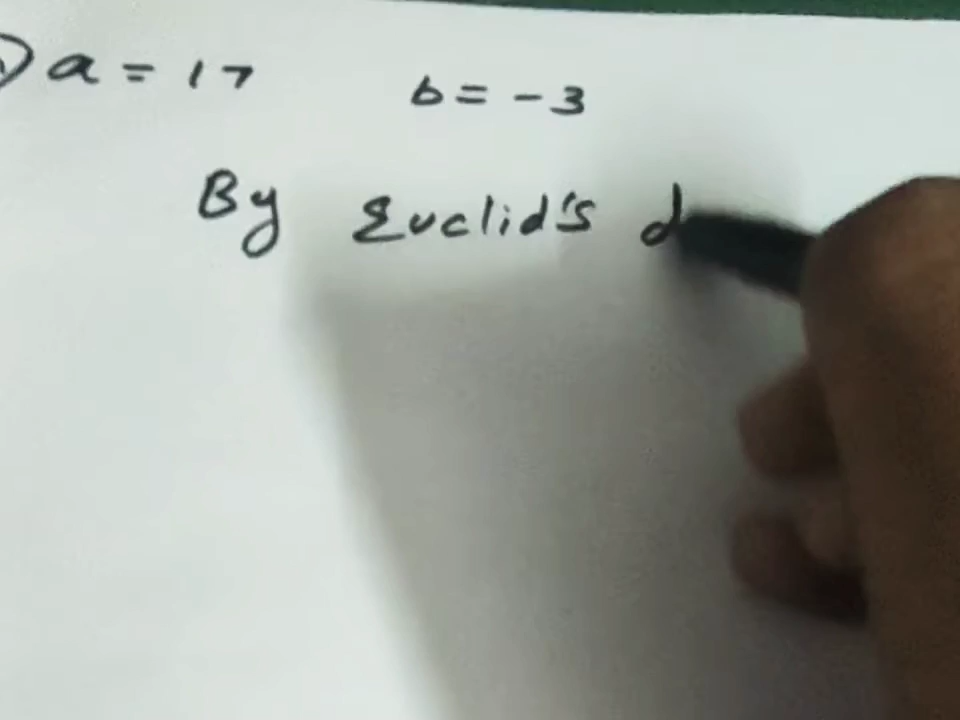 ) a = 17 b = -3
By Euclid's d